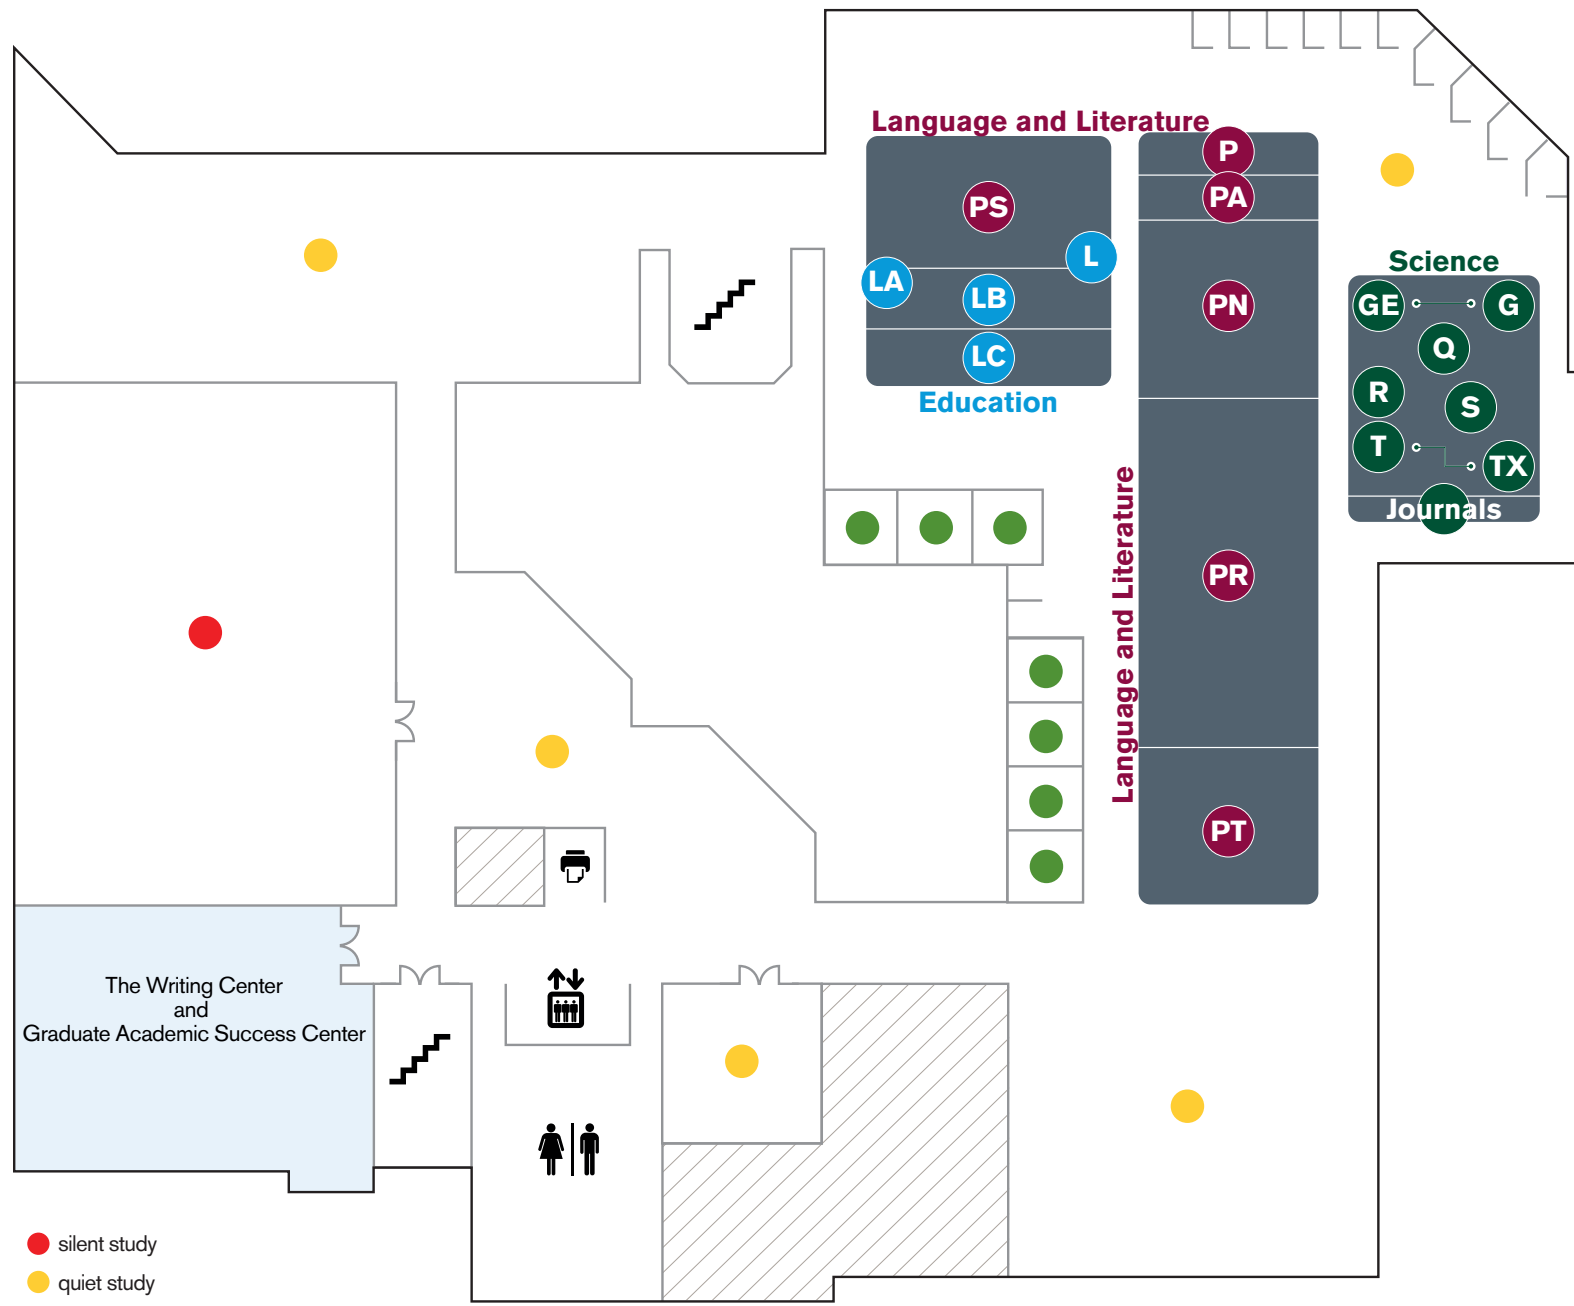 Language and Literature
P
PA
PS
L
LA
LB
PN
LC
Education
Science
GE
G
Q
R
S
T
TX
Journals
Language and Literature
PR
PT
The Writing Center
and
Graduate Academic Success Center
silent study
quiet study